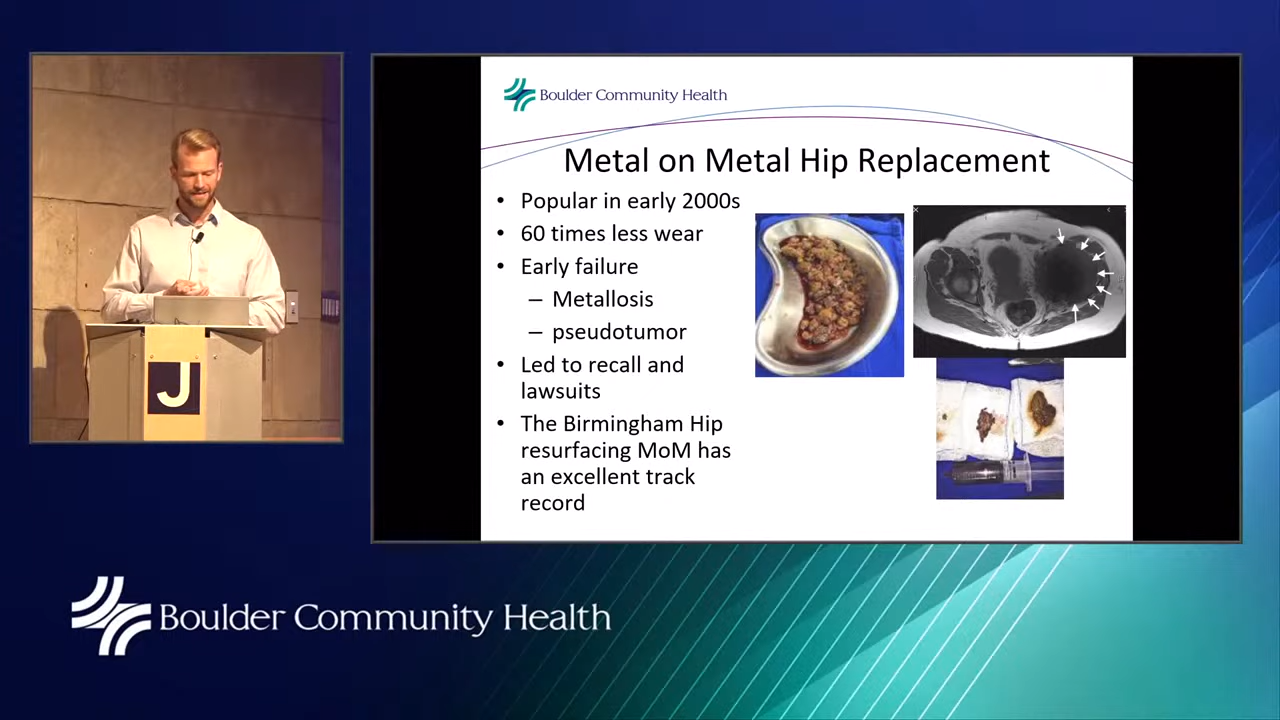 Boulder Community Health
Metal on Metal Hip Replacement
• Popular in early 2000s
• 60 times less wear
• Early failure
– Metallosis
– pseudotumor
• Led to recall and
lawsuits
• The Birmingham Hip
resurfacing MoM has
an excellent track
record
J
Boulder Community Health